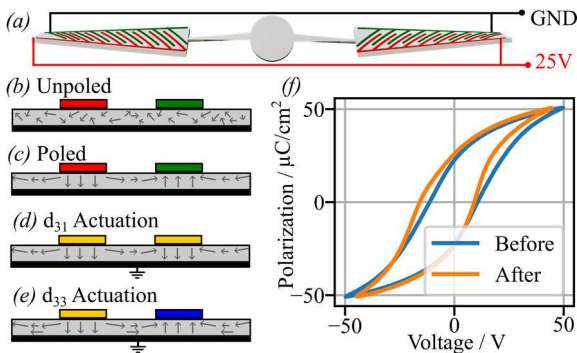 (a)
GND
25V
(b) Unpoled
(c) Poled
(d) d31 Actuation
(e) d33 Actuation
(f)
Polarization / µC/cm²
50
0
−50
−50
0
50
Voltage / V
Before
After